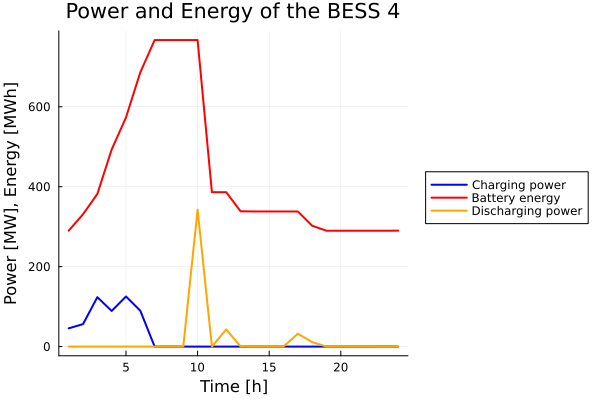 Power and Energy of the BESS 4
Power [MW], Energy [MWh]
600
400
200
0
5
10
15
20
Time [h]
Charging power
Battery energy
Discharging power